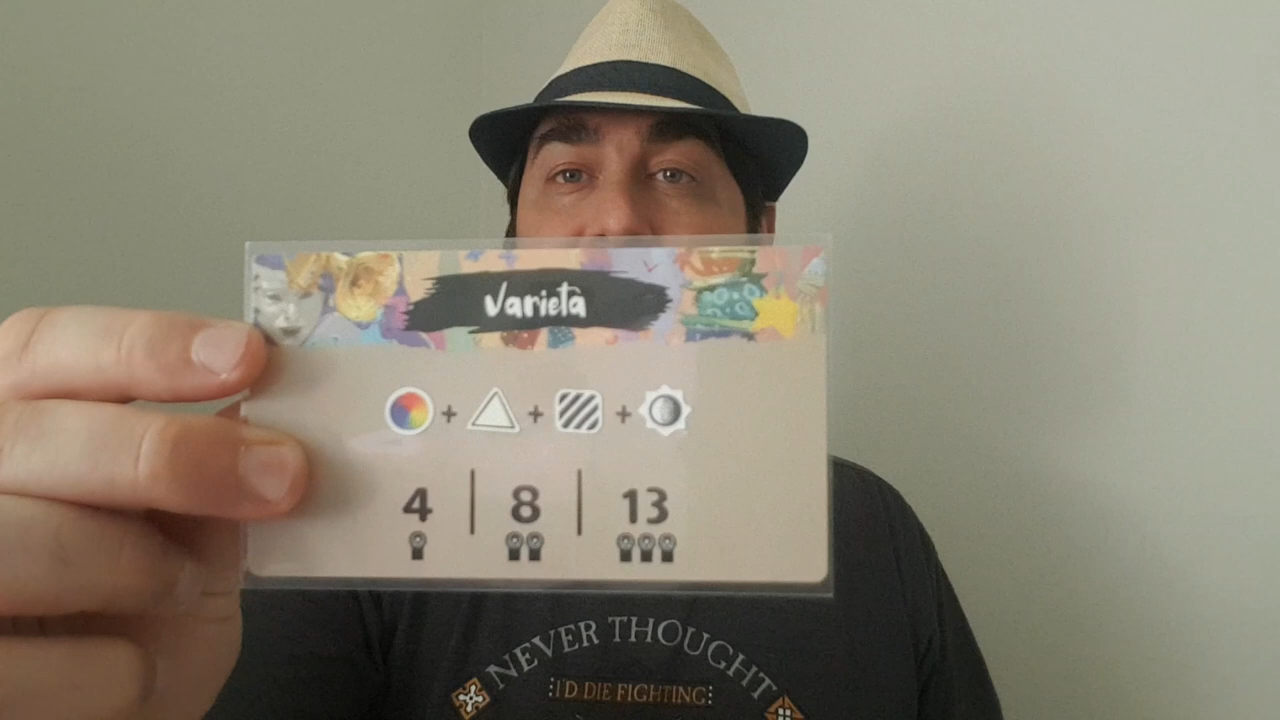 Varietà
+ + +
4 | 8 | 13
NEVER THOUGHT
I'D DIE FIGHTING